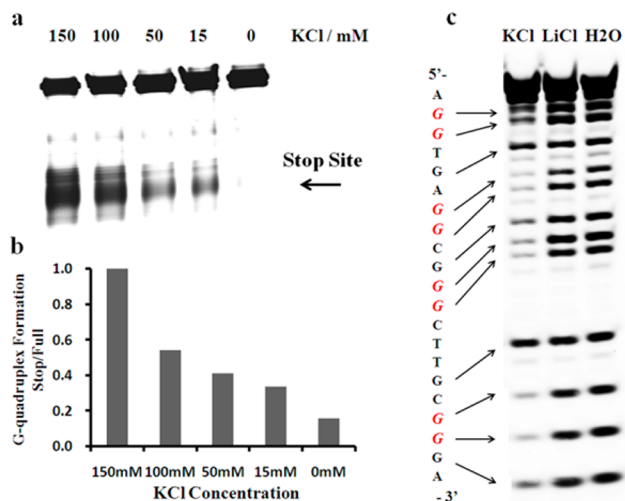 a
150 100 50 15 0 KCl / mM
Stop Site
b
G-quadruplex Formation
Stop/Full
1.0
0.8
0.6
0.4
0.2
0.0
150mM 100mM 50mM 15mM 0mM
KCl Concentration
c
KCl LiCl H2O
5'-
A
G
G
T
G
A
G
G
C
G
G
G
C
T
T
G
C
G
G
G
A
- 3'